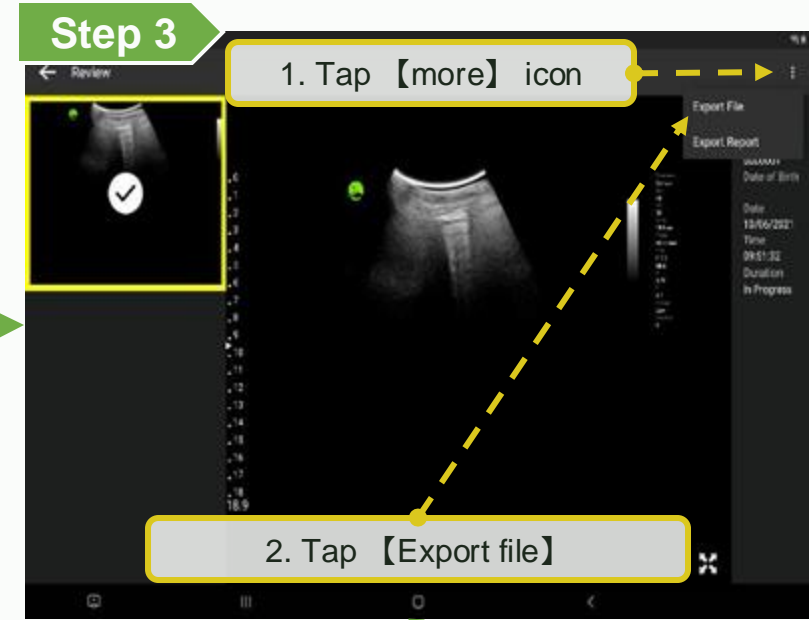 Step 3
Review
1. Tap 【more】 icon
Export File
Export Report
Date of Birth
Date
10/06/2021
Time
09:51:32
Duration
In Progress
18.9
2. Tap 【Export file】